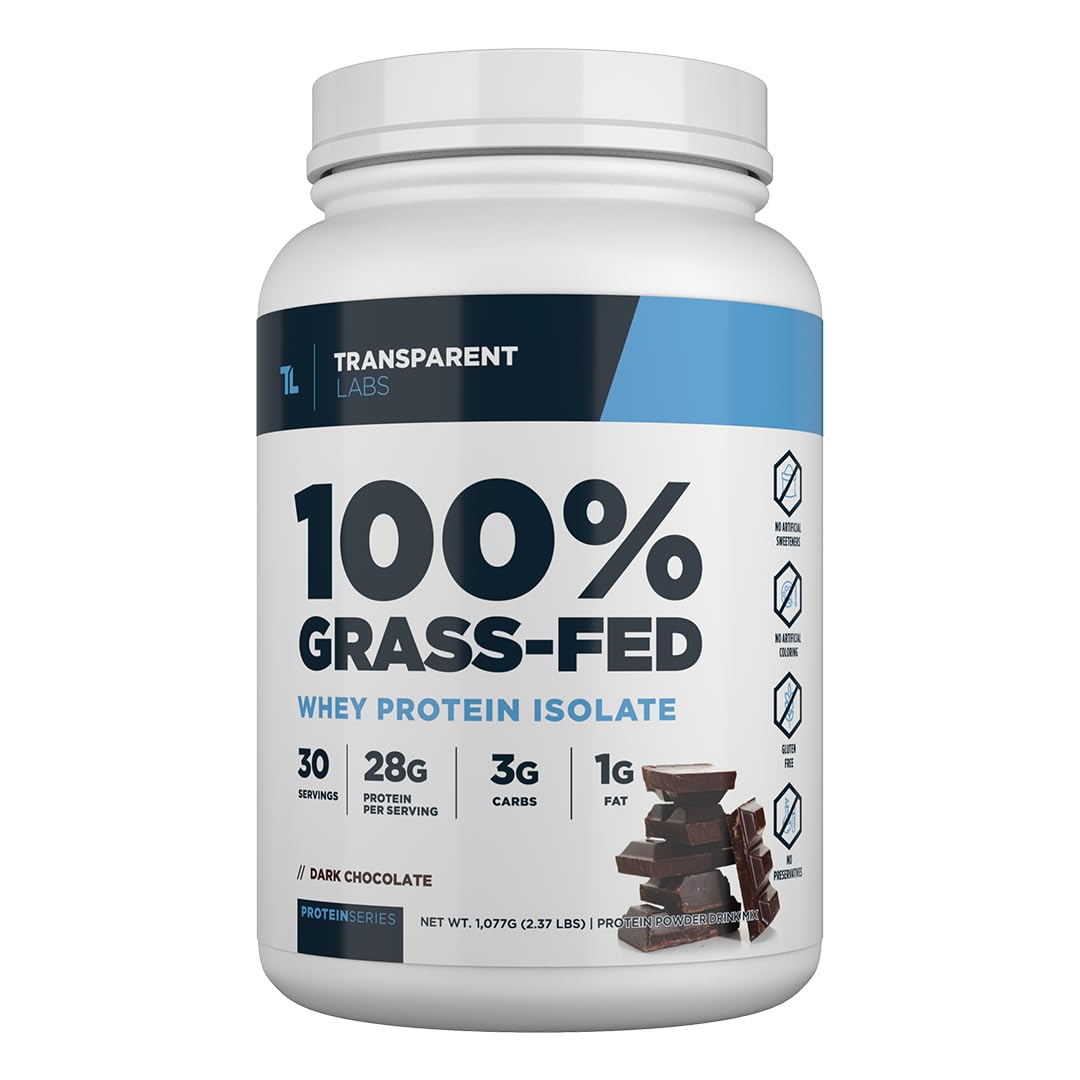 TL
TRANSPARENT
LABS
100%
GRASS-FED
WHEY PROTEIN ISOLATE
30
SERVINGS
28G
PROTEIN
PER SERVING
3G
CARBS
1G
FAT
// DARK CHOCOLATE
PROTEINSERIES
NET WT. 1,077G (2.37 LBS) | PROTEIN POWDER DRINK MIX
NO ARTIFICIAL
SWEETENERS
NO ARTIFICIAL
COLORING
GLUTEN
FREE
NO
PRESERVATIVES